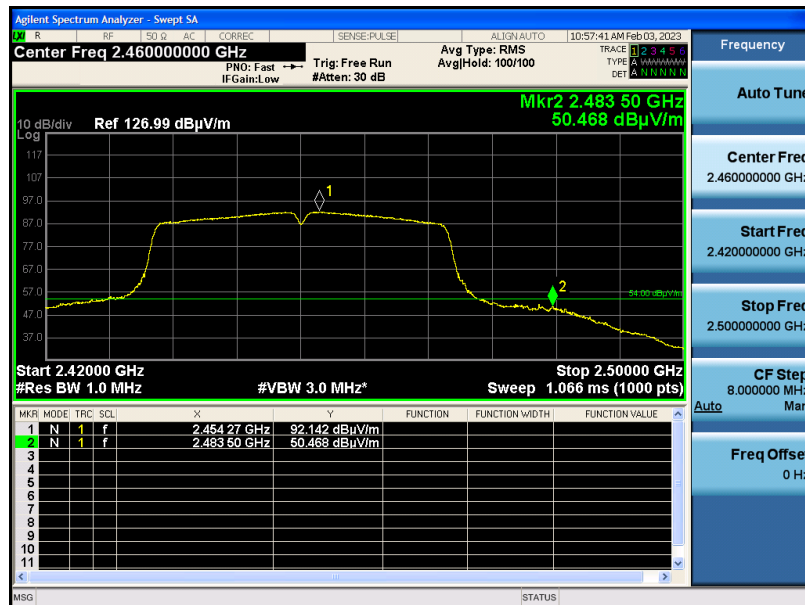 Agilent Spectrum Analyzer - Swept SA
LXI R RF 50 Ω AC CORREC SENSE:PULSE ALIGN AUTO 10:57:41 AM Feb 03, 2023
Center Freq 2.460000000 GHz
PNO: Fast
IFGain:Low
Trig: Free Run
#Atten: 30 dB
Avg Type: RMS
Avg|Hold: 100/100
TRACE 1 2 3 4 5 6
TYPE A WWWWW
DET A N N N N N
Mkr2 2.483 50 GHz
50.468 dBµV/m
10 dB/div Ref 126.99 dBµV/m
Log
117
107
97.0
87.0
77.0
67.0
57.0
47.0
37.0
1
2
54.00 dBµV/m
Start 2.42000 GHz Stop 2.50000 GHz
#Res BW 1.0 MHz #VBW 3.0 MHz* Sweep 1.066 ms (1000 pts)
MKR MODE TRC SCL X Y FUNCTION FUNCTION WIDTH FUNCTION VALUE
1 N 1 f 2.454 27 GHz 92.142 dBµV/m
2 N 1 f 2.483 50 GHz 50.468 dBµV/m
3
4
5
6
7
8
9
10
11
MSG STATUS
Frequency
Auto Tune
Center Freq
2.460000000 GHz
Start Freq
2.420000000 GHz
Stop Freq
2.500000000 GHz
CF Step
8.000000 MHz
Auto Man
Freq Offset
0 Hz